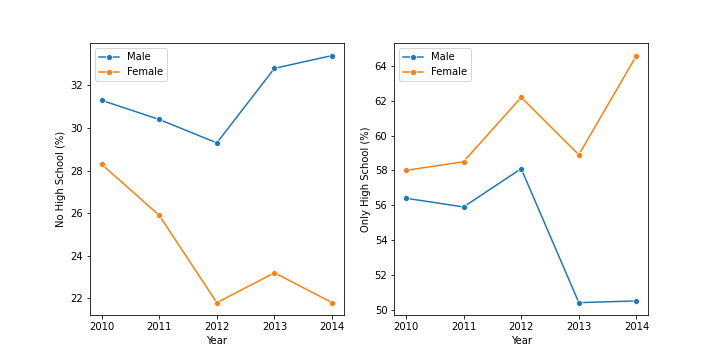 Male
Female
No High School (%)
32
30
28
26
24
22
2010 2011 2012 2013 2014
Year
Male
Female
Only High School (%)
64
62
60
58
56
54
52
50
2010 2011 2012 2013 2014
Year